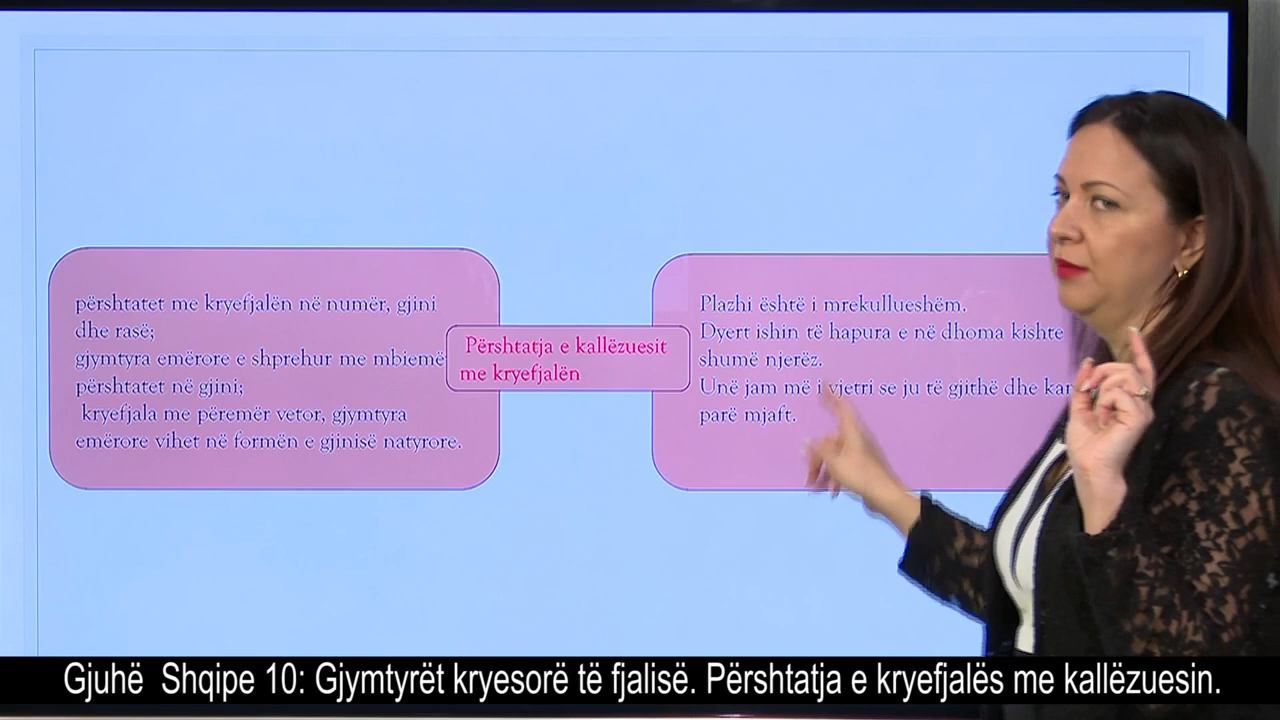 përshtatet me kryefjalën në numër, gjini
dhe rasë;
gjymtyra emërore e shprehur me
përshtatet në gjini;
kryefjala me përemër vetor, gjymtyra
emërore vihet në formën e gjinisë natyrore.
Përshtatja e kallëzuesit
me kryefjalën
Plazhi është i mrekullueshëm.
Dyert ishin të hapura e në dhoma kishte
shumë njerëz.
Unë jam më i vjetri se ju të gjithë dhe
parë mjaft.
Gjuhë Shqipe 10: Gjymtyrët kryesorë të fjalisë. Përshtatja e kryefjalës me kallëzuesin.